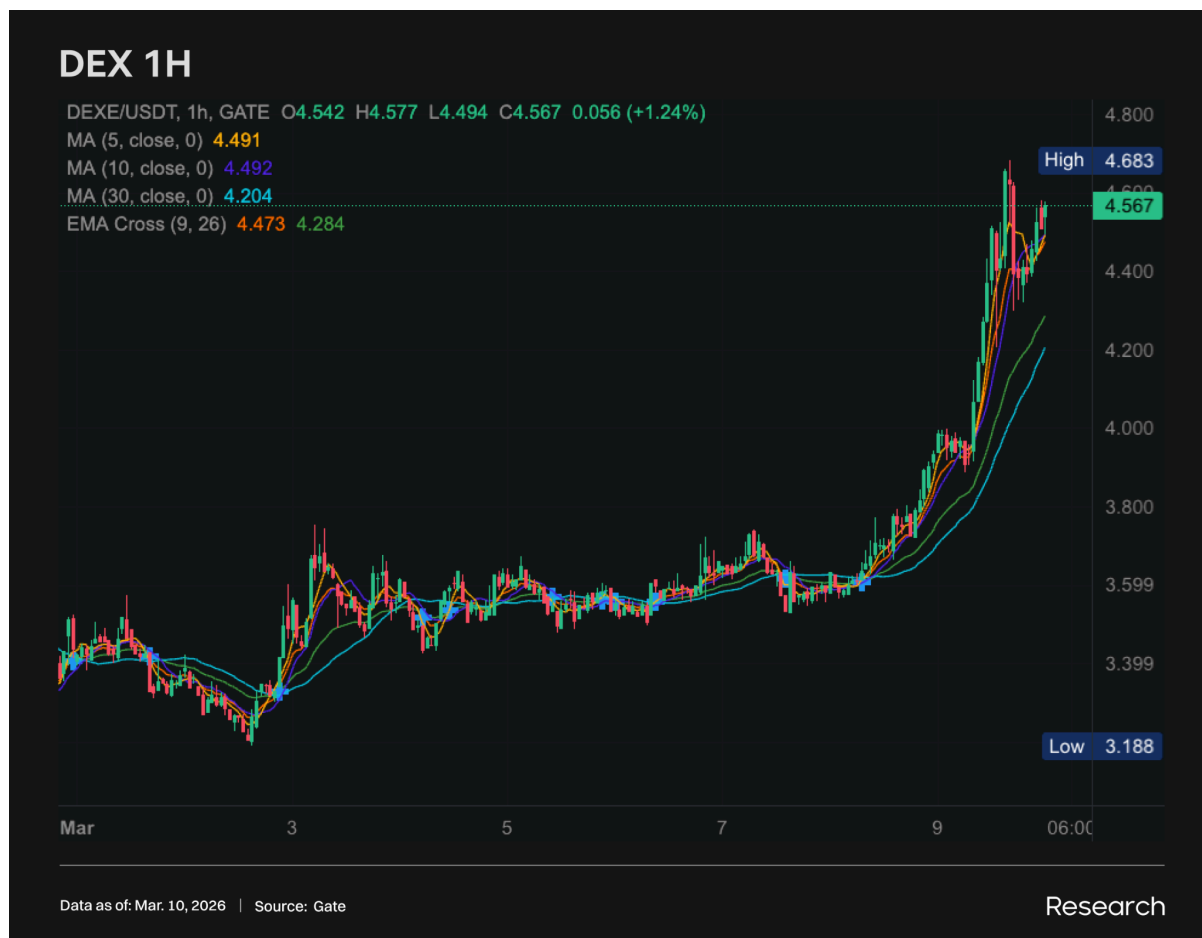 DEX 1H
DEXE/USDT, 1h, GATE O4.542 H4.577 L4.494 C4.567 0.056 (+1.24%)
MA (5, close, 0) 4.491
MA (10, close, 0) 4.492
MA (30, close, 0) 4.204
EMA Cross (9, 26) 4.473 4.284
4.800
High 4.683
4.600
4.567
4.400
4.200
4.000
3.800
3.599
3.399
Low 3.188
Mar 3 5 7 9 06:00
Data as of: Mar. 10, 2026 | Source: Gate
Research